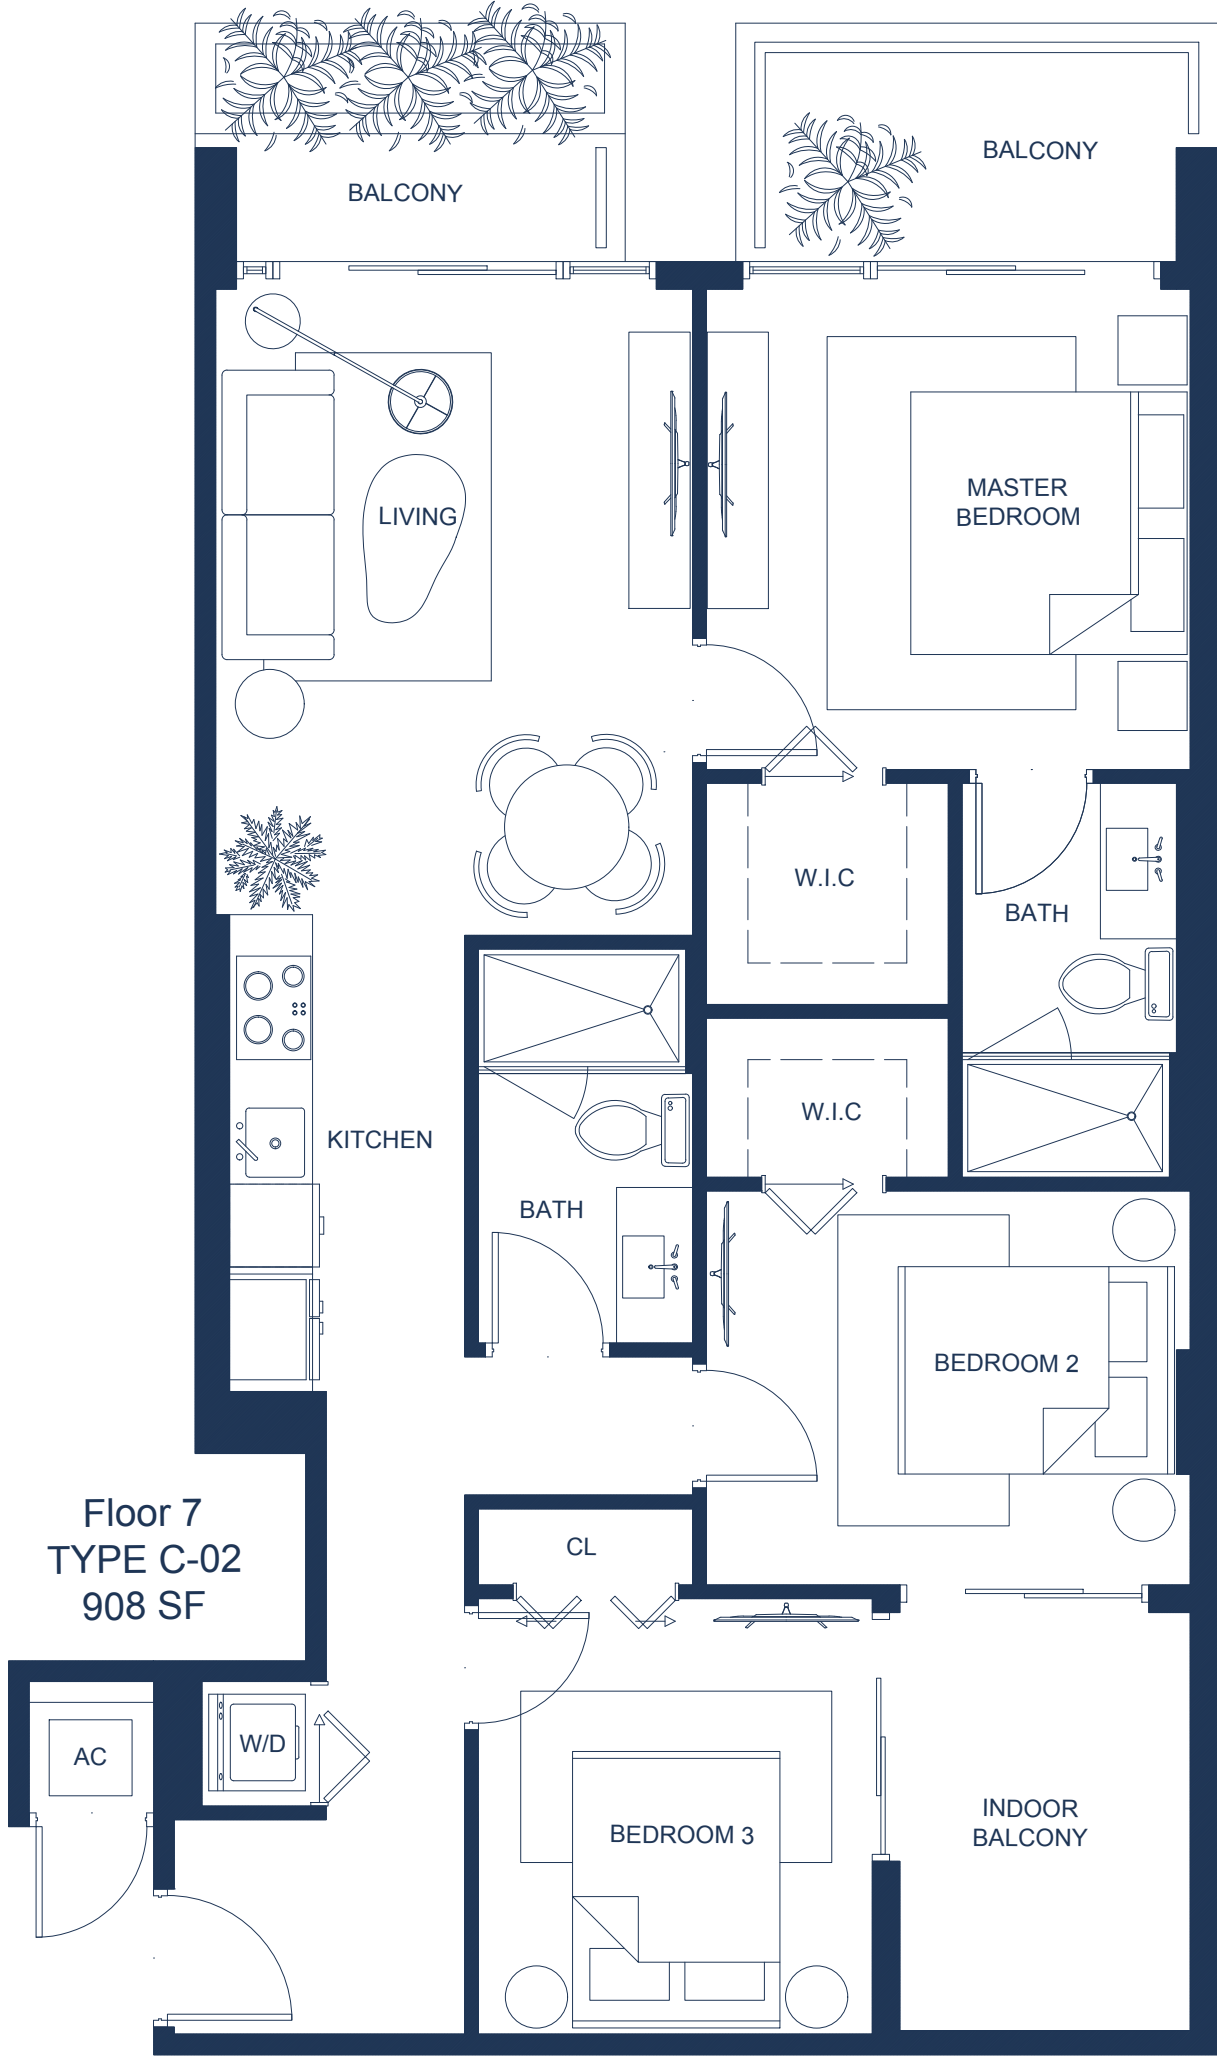 BALCONY
BALCONY
LIVING
MASTER
BEDROOM
W.I.C
BATH
W.I.C
KITCHEN
BATH
BEDROOM 2
Floor 7
TYPE C-02
908 SF
CL
AC
W/D
BEDROOM 3
INDOOR
BALCONY